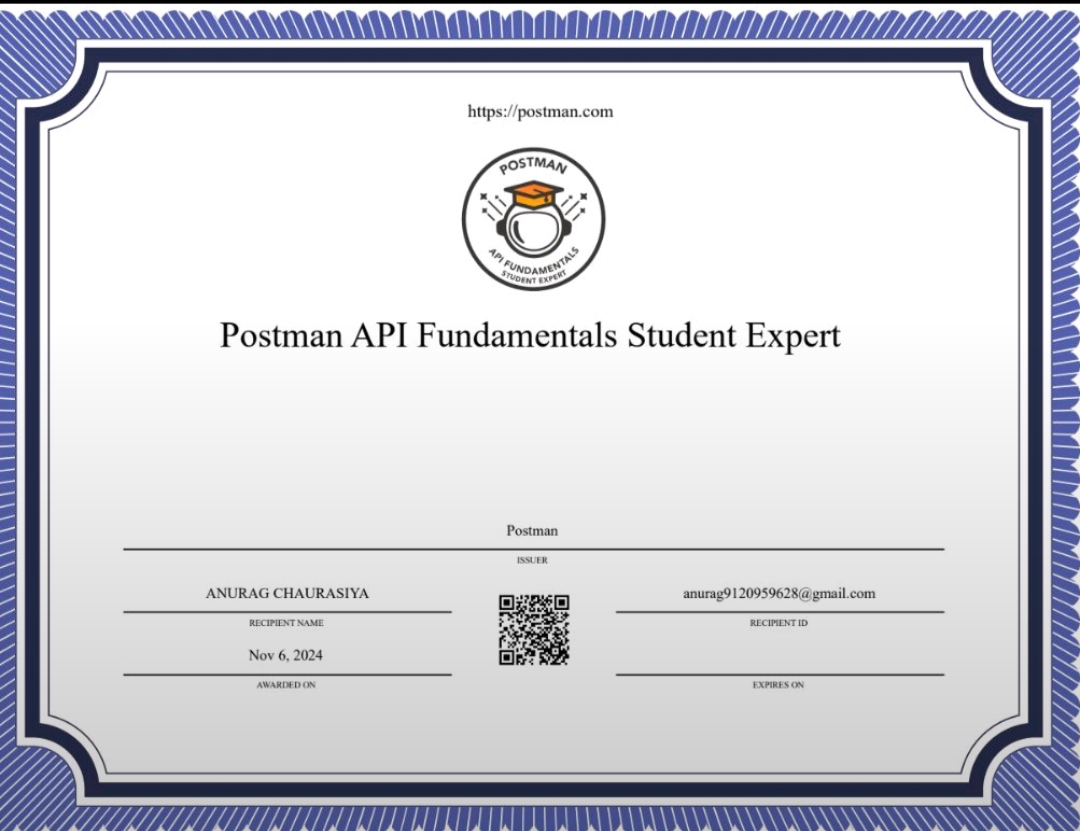 https://postman.com
POSTMAN
API FUNDAMENTALS
STUDENT EXPERT
Postman API Fundamentals Student Expert
Postman
ISSUER
ANURAG CHAURASIYA
anurag9120959628@gmail.com
RECIPIENT NAME
RECIPIENT ID
Nov 6, 2024
AWARDED ON
EXPIRES ON